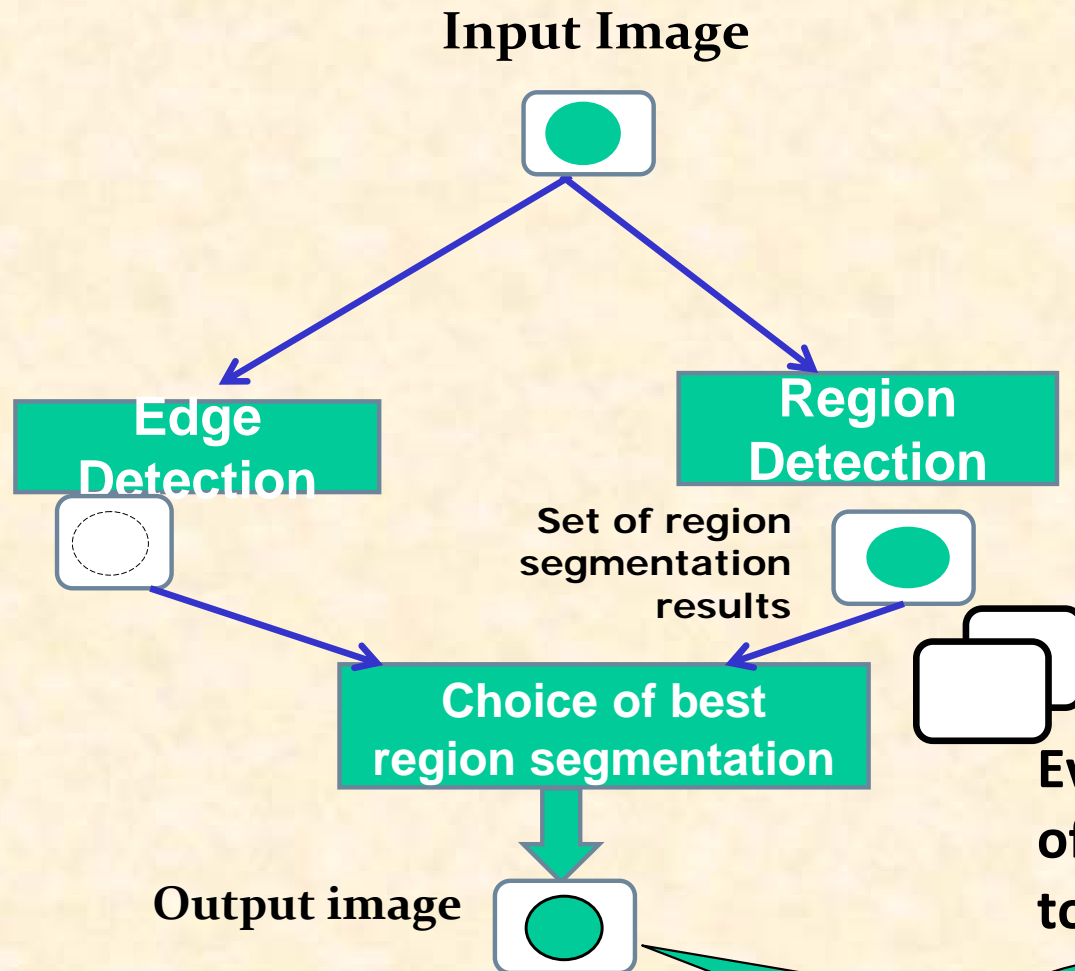 Input Image
Edge
Detection
Region
Detection
Set of region
segmentation
results
Choice of best
region segmentation
Output image